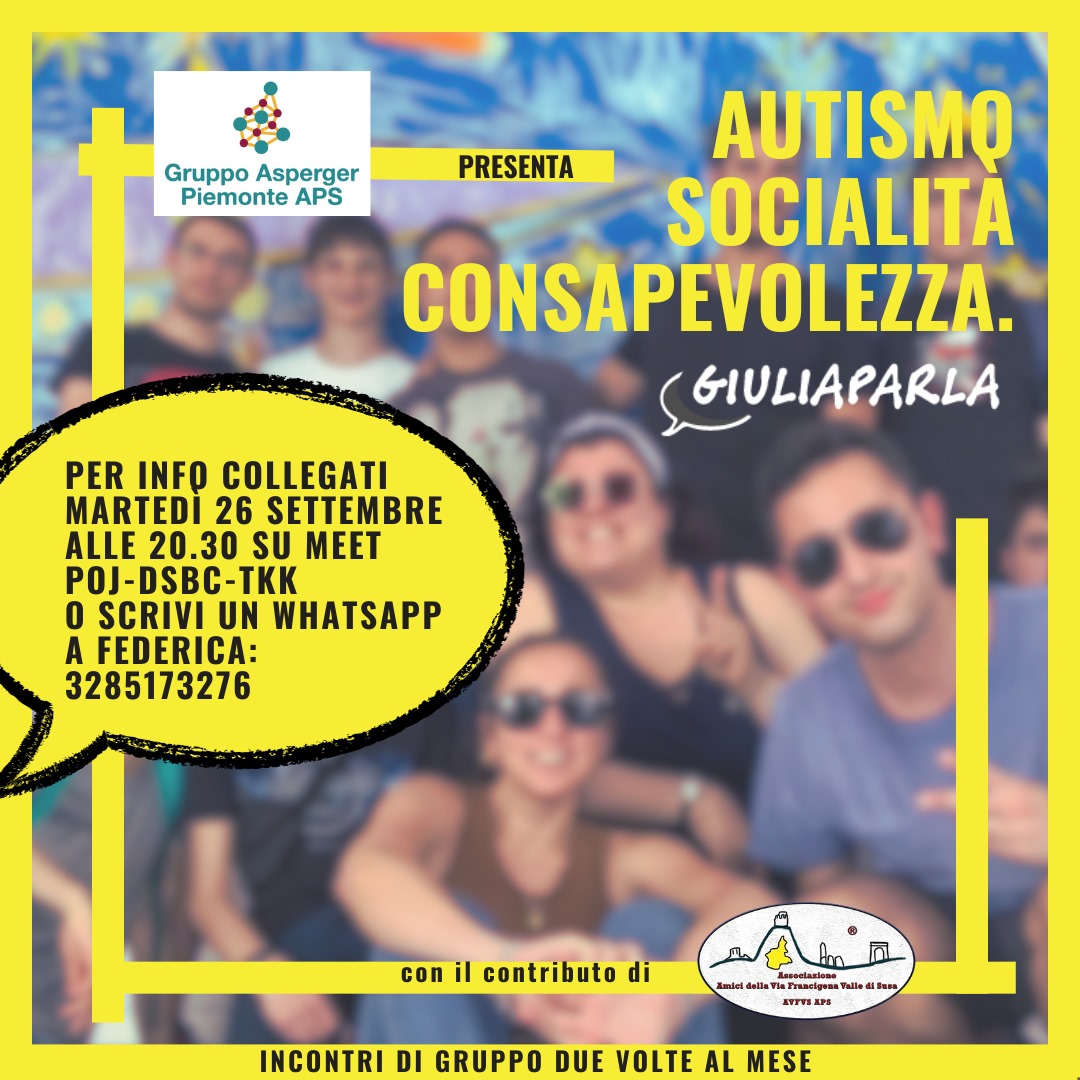 Gruppo Asperger
Piemonte APS
PRESENTA
AUTISMO
SOCIALITÀ
CONSAPEVOLEZZA.
GIULIAPARLA
PER INFO COLLEGATI
MARTEDÌ 26 SETTEMBRE
ALLE 20.30 SU MEET
POJ-DSBC-TKK
O SCRIVI UN WHATSAPP
A FEDERICA:
3285173276
con il contributo di
®
Associazione
Amici della Via Francigena Valle di Susa
AVFVS APS
INCONTRI DI GRUPPO DUE VOLTE AL MESE